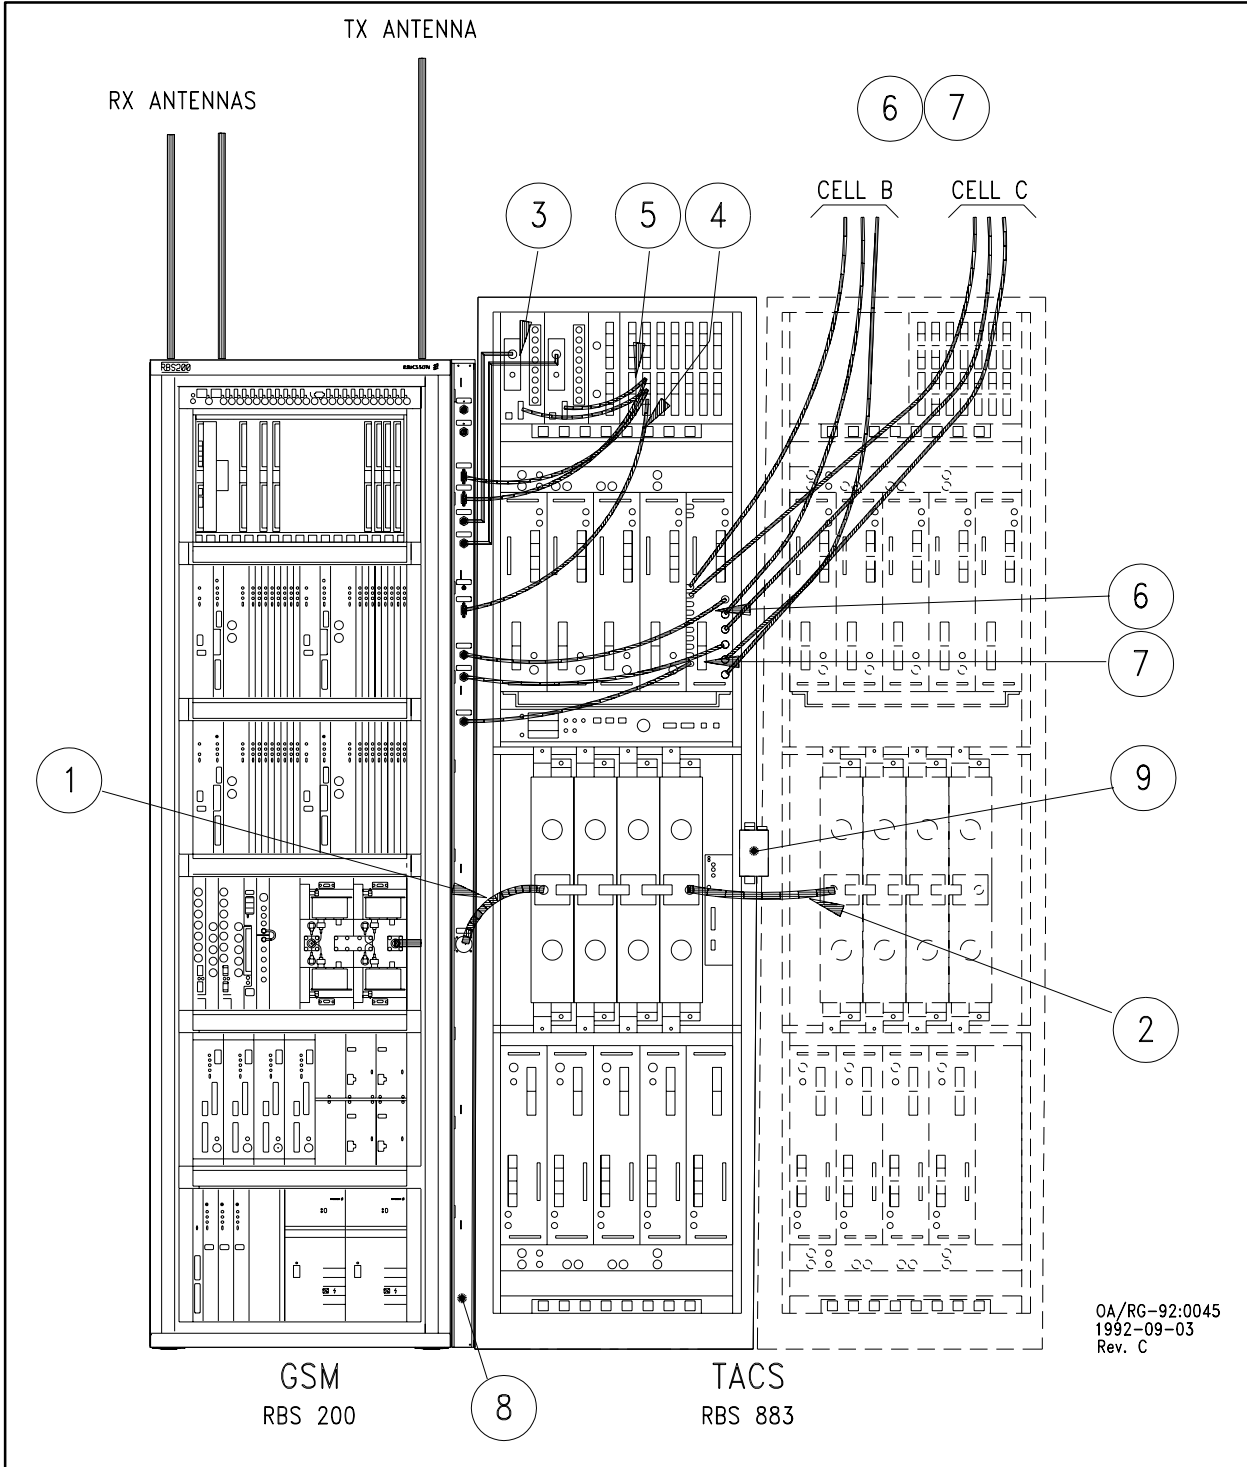 TX ANTENNA
RX ANTENNAS
6 7
CELL B CELL C
3 5 4
RBS200 ERICSSON
6
7
1 9
2
OA/RG-92:0045
1992-09-03
Rev. C
GSM TACS
RBS 200 RBS 883
8